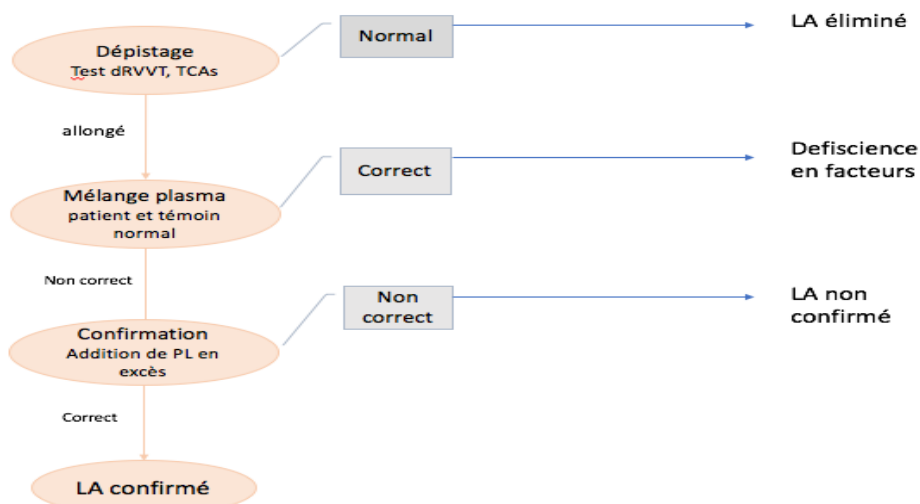 Dépistage
Test dRVVT, TCAs
Normal
LA éliminé
allongé
Mélange plasma
patient et témoin
normal
Correct
Defiscience
en facteurs
Non correct
Confirmation
Addition de PL en
excès
Non
correct
LA non
confirmé
Correct
LA confirmé